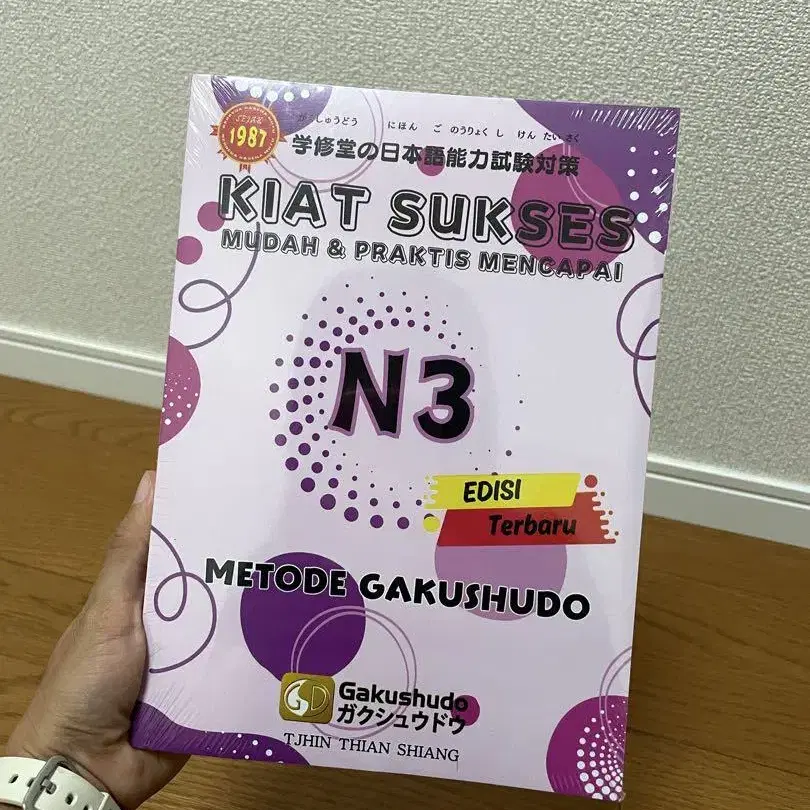 SEJAK
1987
がくしゅうどう にほん ご のうりょく し けん たい さく
学修堂の日本語能力試験対策
KIAT SUKSES
MUDAH & PRAKTIS MENCAPAI
N3
EDISI
Terbaru
METODE GAKUSHUDO
GD
Gakushudo
ガクシュウドウ
TJHIN THIAN SHIANG